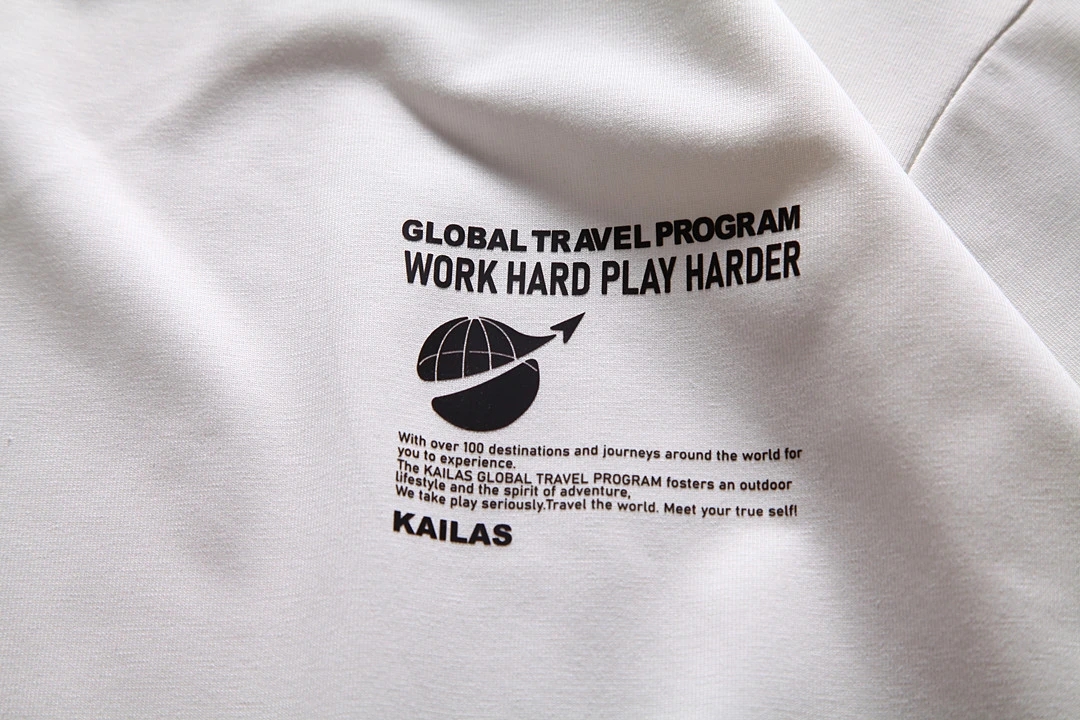 GLOBAL TRAVEL PROGRAM
WORK HARD PLAY HARDER
With over 100 destinations and journeys around the world for
you to experience.
The KAILAS GLOBAL TRAVEL PROGRAM fosters an outdoor
lifestyle and the spirit of adventure,
We take play seriously.Travel the world. Meet your true self!
KAILAS